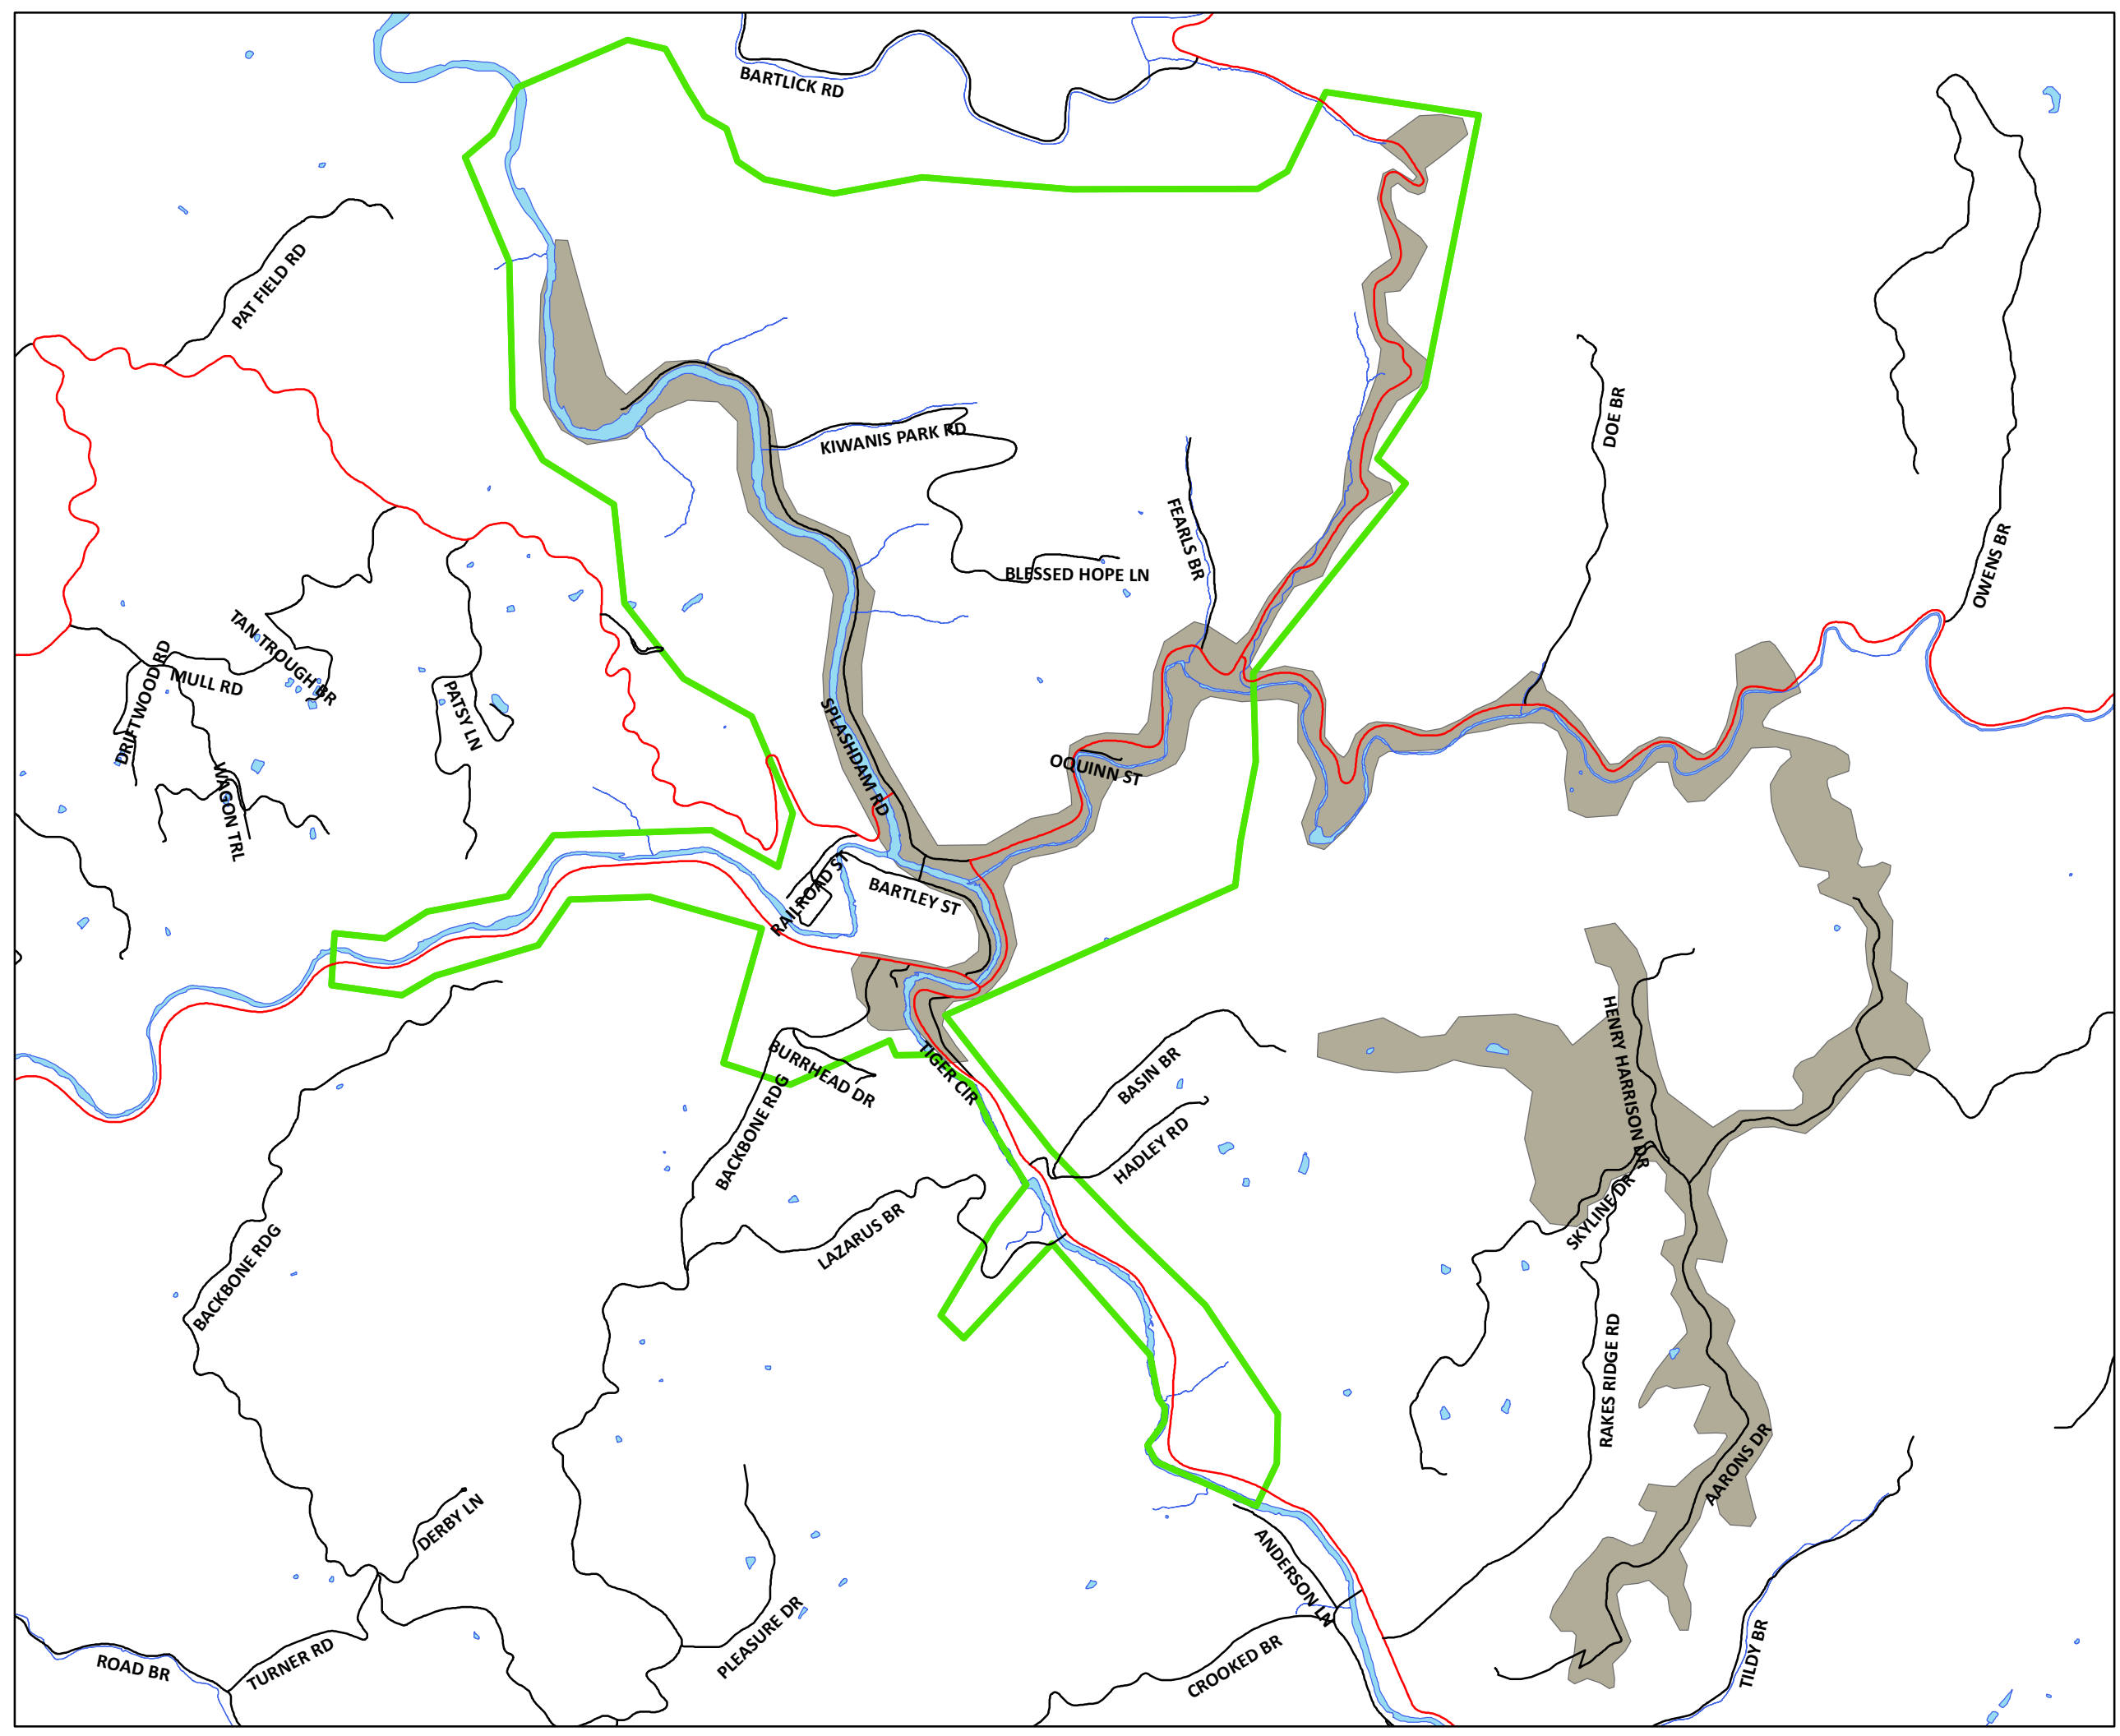 BARTLICK RD
PAT FIELD RD
KIWANIS PARK RD
DOE BR
FEARLS BR
OWENS BR
BLESSED HOPE LN
TAN TROUGH BR
DRIFTWOOD RD
MULL RD
PATSY LN
SPLASHDAM RD
OQUINN ST
WAGON TRL
RAILROAD ST
BARTLEY ST
HENRY HARRISON DR
TIGER CIR
BURRHEAD DR
BASIN BR
BACKBONE RDG
HADLEY RD
SKYLINE DR
LAZARUS BR
BACKBONE RDG
RAKES RIDGE RD
AARONS DR
DERBY LN
ANDERSON LN
PLEASURE DR
TILDY BR
ROAD BR
TURNER RD
CROOKED BR